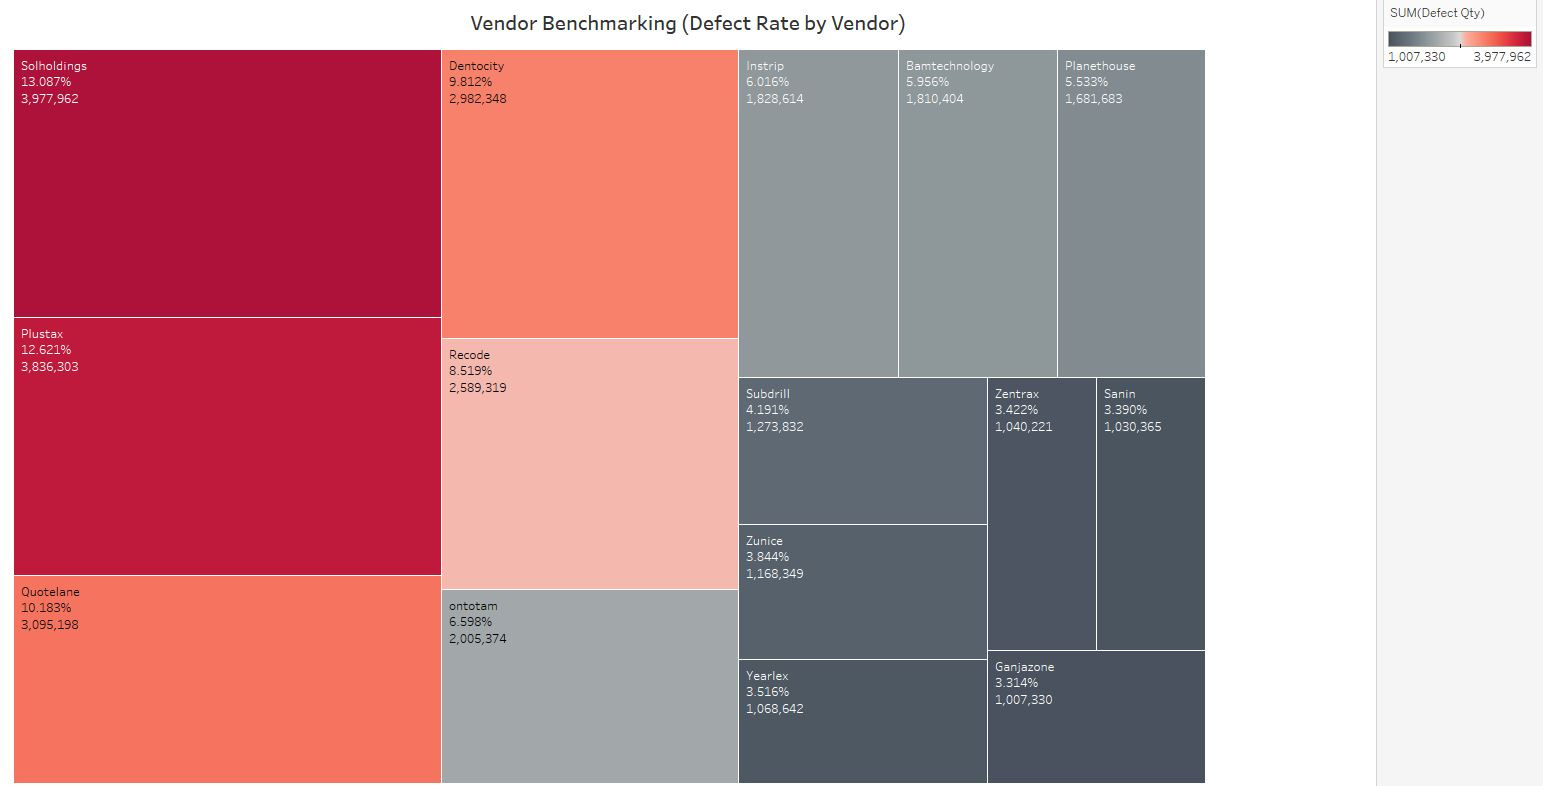 Vendor Benchmarking (Defect Rate by Vendor)
Solholdings
13.087%
3,977,962
Plustax
12.621%
3,836,303
Quotelane
10.183%
3,095,198
Dentocity
9.812%
2,982,348
Recode
8.519%
2,589,319
ontotam
6.598%
2,005,374
Instrip
6.016%
1,828,614
Bamtechnology
5.956%
1,810,404
Planethouse
5.533%
1,681,683
Subdrill
4.191%
1,273,832
Zunice
3.844%
1,168,349
Yearlex
3.516%
1,068,642
Zentrax
3.422%
1,040,221
Sanin
3.390%
1,030,365
Ganjazone
3.314%
1,007,330
SUM(Defect Qty)
1,007,330 3,977,962